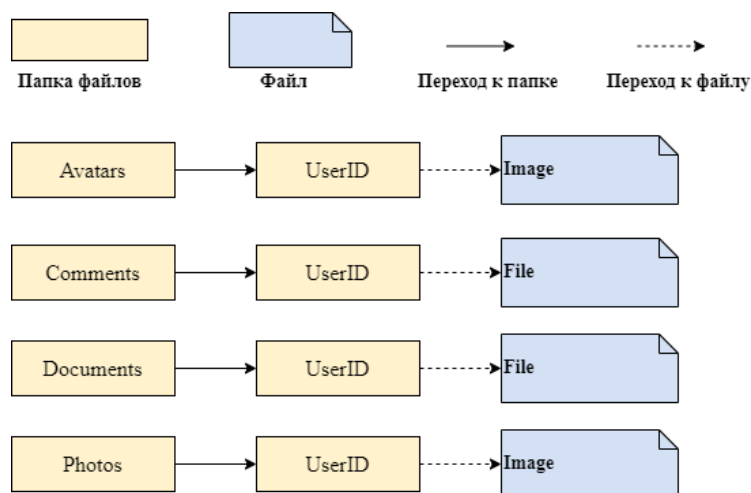 Папка файлов
Файл
Переход к папке
Переход к файлу
Avatars
UserID
Image
Comments
UserID
File
Documents
UserID
File
Photos
UserID
Image